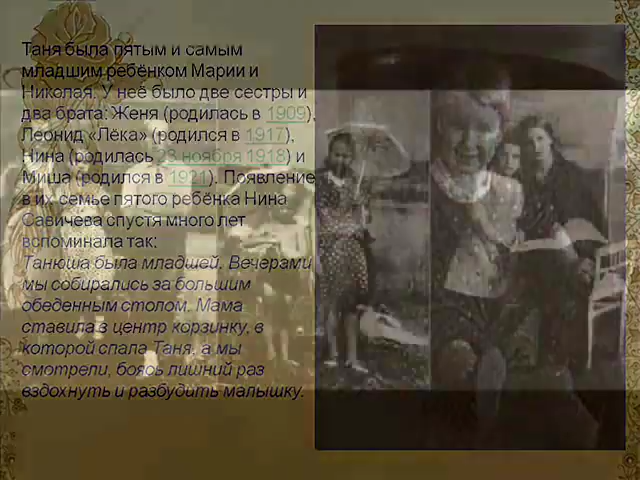 Таня была пятым и самым
младшим ребёнком Марии и
Николая. У неё было две сестры и
два брата: Женя (родилась в 1909),
Леонид «Лёка» (родился в 1917),
Нина (родилась 23 ноября 1918) и
Миша (родился в 1921). Появление
в их семье пятого ребёнка Нина
Савичева спустя много лет
вспоминала так:
Танюша была младшей. Вечерами
мы собирались за большим
обеденным столом. Мама
ставила в центр корзинку, в
которой спала Таня, а мы
смотрели, боясь лишний раз
вздохнуть и разбудить малышку.